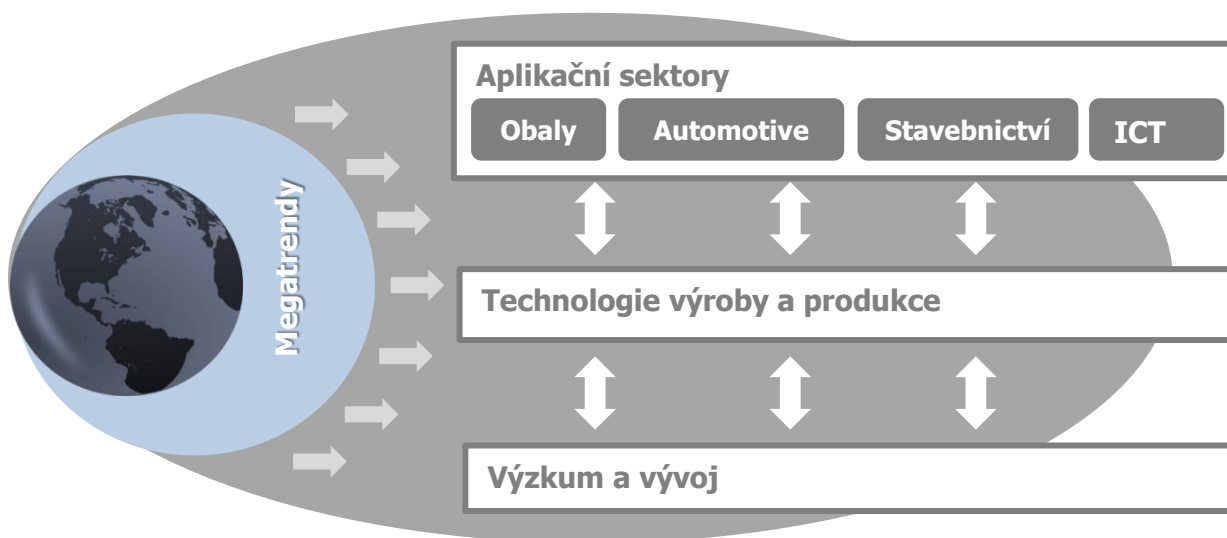 Aplikační sektory
Obaly
Automotive
Stavebnictví
ICT
Megatrendy
Technologie výroby a produkce
Výzkum a vývoj